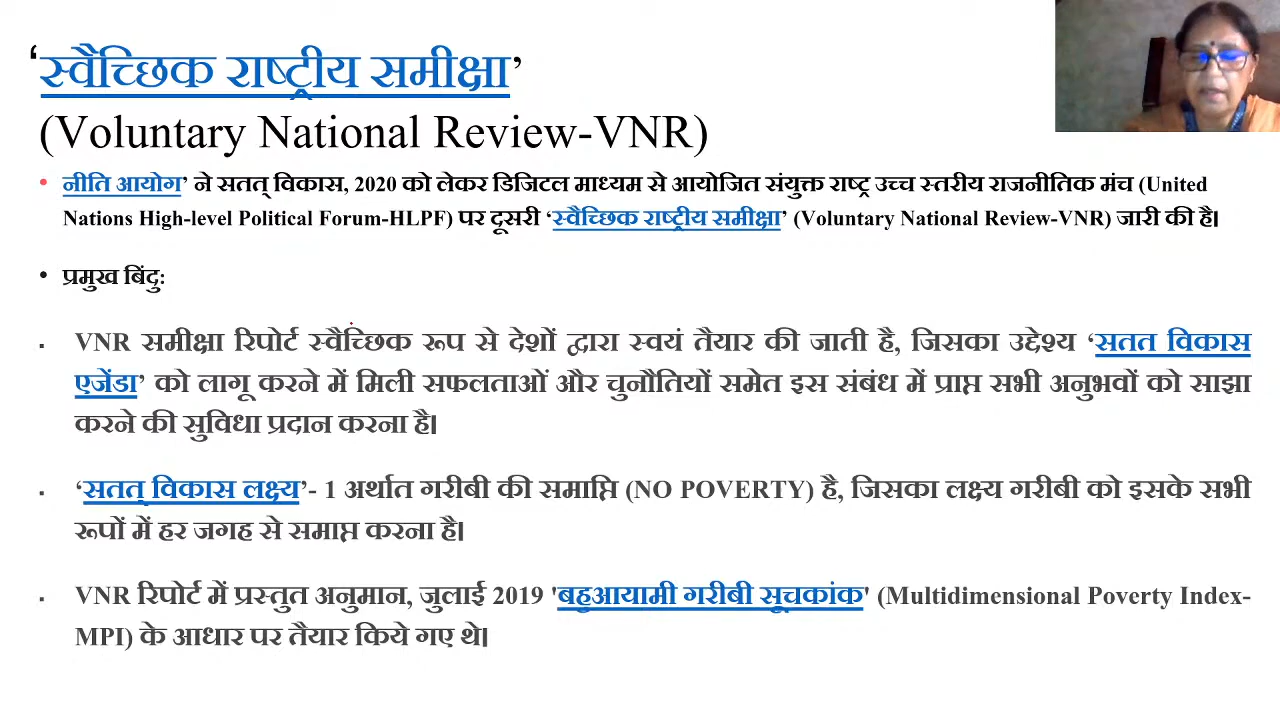 ‘स्वैच्छिक राष्ट्रीय समीक्षा’
(Voluntary National Review-VNR)
• नीति आयोग’ ने सतत् विकास, 2020 को लेकर डिजिटल माध्यम से आयोजित संयुक्त राष्ट्र उच्च स्तरीय राजनीतिक मंच (United
Nations High-level Political Forum-HLPF) पर दूसरी ‘स्वैच्छिक राष्ट्रीय समीक्षा’ (Voluntary National Review-VNR) जारी की है।
• प्रमुख बिंदु:
▪ VNR समीक्षा रिपोर्ट स्वैच्छिक रूप से देशों द्वारा स्वयं तैयार की जाती है, जिसका उद्देश्य ‘सतत विकास
एजेंडा’ को लागू करने में मिली सफलताओं और चुनौतियों समेत इस संबंध में प्राप्त सभी अनुभवों को साझा
करने की सुविधा प्रदान करना है।
▪ ‘सतत् विकास लक्ष्य’- 1 अर्थात गरीबी की समाप्ति (NO POVERTY) है, जिसका लक्ष्य गरीबी को इसके सभी
रूपों में हर जगह से समाप्त करना है।
▪ VNR रिपोर्ट में प्रस्तुत अनुमान, जुलाई 2019 'बहुआयामी गरीबी सूचकांक' (Multidimensional Poverty Index-
MPI) के आधार पर तैयार किये गए थे।